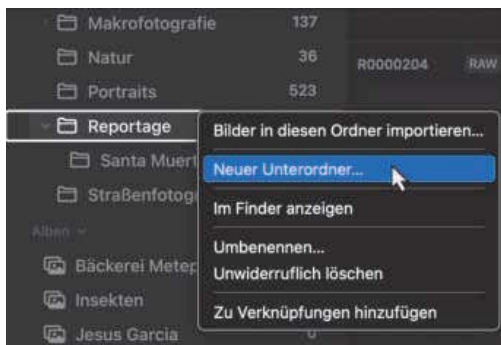 Makrofotografie 137
Natur 36
R0000204 RAW
Portraits 523
Reportage
Bilder in diesen Ordner importieren...
Santa Muert
Neuer Unterordner...
Straßenfotog
Im Finder anzeigen
Alben
Umbenennen...
Bäckerei Metep
Unwiderruflich löschen
Insekten
Zu Verknüpfungen hinzufügen
Jesus Garcia